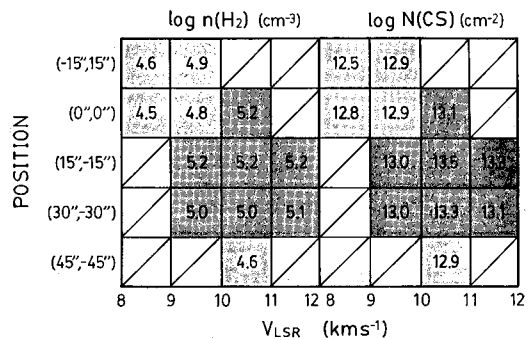 log n(H₂) (cm⁻³) log N(CS) (cm⁻²)
(-15",15") 4.6 4.9 12.5 12.9
(0",0") 4.5 4.8 5.2 12.8 12.9 13.1
(15",-15") 5.2 5.2 5.2 13.0 13.5
(30",-30") 5.0 5.0 5.1 13.0 13.3 13.1
(45",-45") 4.6 12.9
8 9 10 11 12 8 9 10 11 12
V_LSR (kms⁻¹)
POSITION